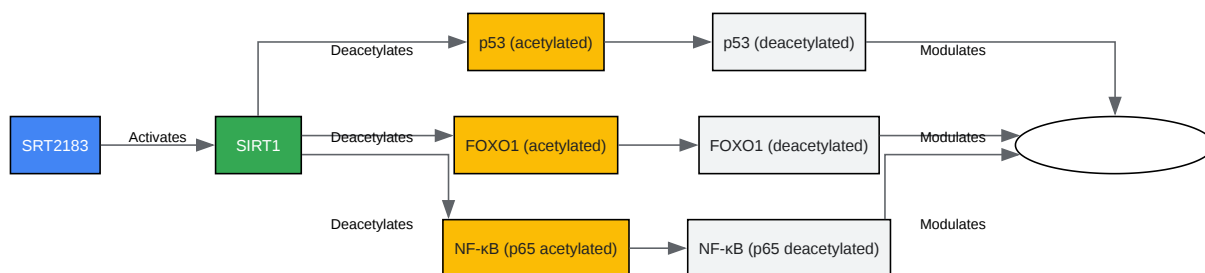 p53 (acetylated)
p53 (deacetylated)
Deacetylates
Modulates
SRT2183
Activates
SIRT1
Deacetylates
FOXO1 (acetylated)
FOXO1 (deacetylated)
Modulates
Deacetylates
NF-κB (p65 acetylated)
NF-κB (p65 deacetylated)
Modulates